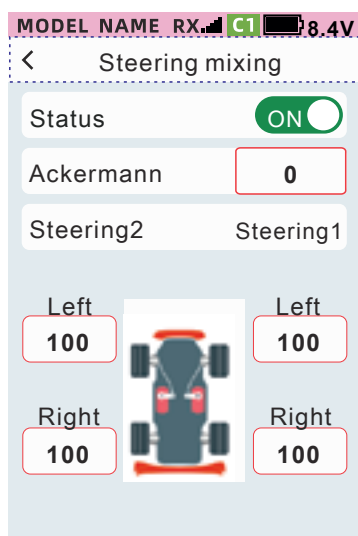 MODEL NAME RX C1 8.4V
< Steering mixing
Status ON
Ackermann 0
Steering2 Steering1
Left Left
100 100
Right Right
100 100